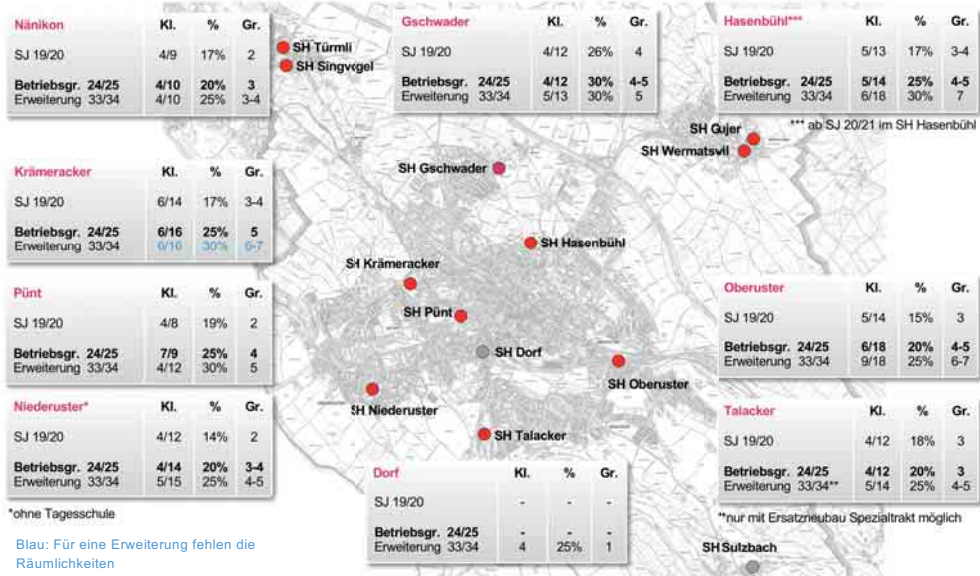 Nänikon Kl. % Gr.
SJ 19/20 4/9 17% 2
Betriebsgr. 24/25 4/10 20% 3
Erweiterung 33/34 4/10 25% 3-4
Gschwader Kl. % Gr.
SJ 19/20 4/12 26% 4
Betriebsgr. 24/25 4/12 30% 4-5
Erweiterung 33/34 5/13 30% 5
Hasenbühl*** Kl. % Gr.
SJ 19/20 5/13 17% 3-4
Betriebsgr. 24/25 5/14 25% 4-5
Erweiterung 33/34 6/18 30% 7
*** ab SJ 20/21 im SH Hasenbühl
SH Türmli
SH Singvogel
SH Gujer
SH Wermatsvil
SH Gschwader
SH Hasenbühl
Krämeracker Kl. % Gr.
SJ 19/20 6/14 17% 3-4
Betriebsgr. 24/25 6/16 25% 5
Erweiterung 33/34 6/16 30% 6-7
SH Krämeracker
SH Pünt
SH Dorf
SH Oberuster
SH Niederuster
SH Talacker
Pünt Kl. % Gr.
SJ 19/20 4/8 19% 2
Betriebsgr. 24/25 7/9 25% 4
Erweiterung 33/34 4/12 30% 5
Oberuster Kl. % Gr.
SJ 19/20 5/14 15% 3
Betriebsgr. 24/25 6/18 20% 4-5
Erweiterung 33/34 9/18 25% 6-7
Niederuster* Kl. % Gr.
SJ 19/20 4/12 14% 2
Betriebsgr. 24/25 4/14 20% 3-4
Erweiterung 33/34 5/15 25% 4-5
*ohne Tagesschule
Talacker Kl. % Gr.
SJ 19/20 4/12 18% 3
Betriebsgr. 24/25 4/12 20% 3
Erweiterung 33/34** 5/14 25% 4-5
**nur mit Ersatzneubau Spezialtrakt möglich
Dorf Kl. % Gr.
SJ 19/20 - - -
Betriebsgr. 24/25 - - -
Erweiterung 33/34 4 25% 1
SH Sulzbach
Blau: Für eine Erweiterung fehlen die
Räumlichkeiten